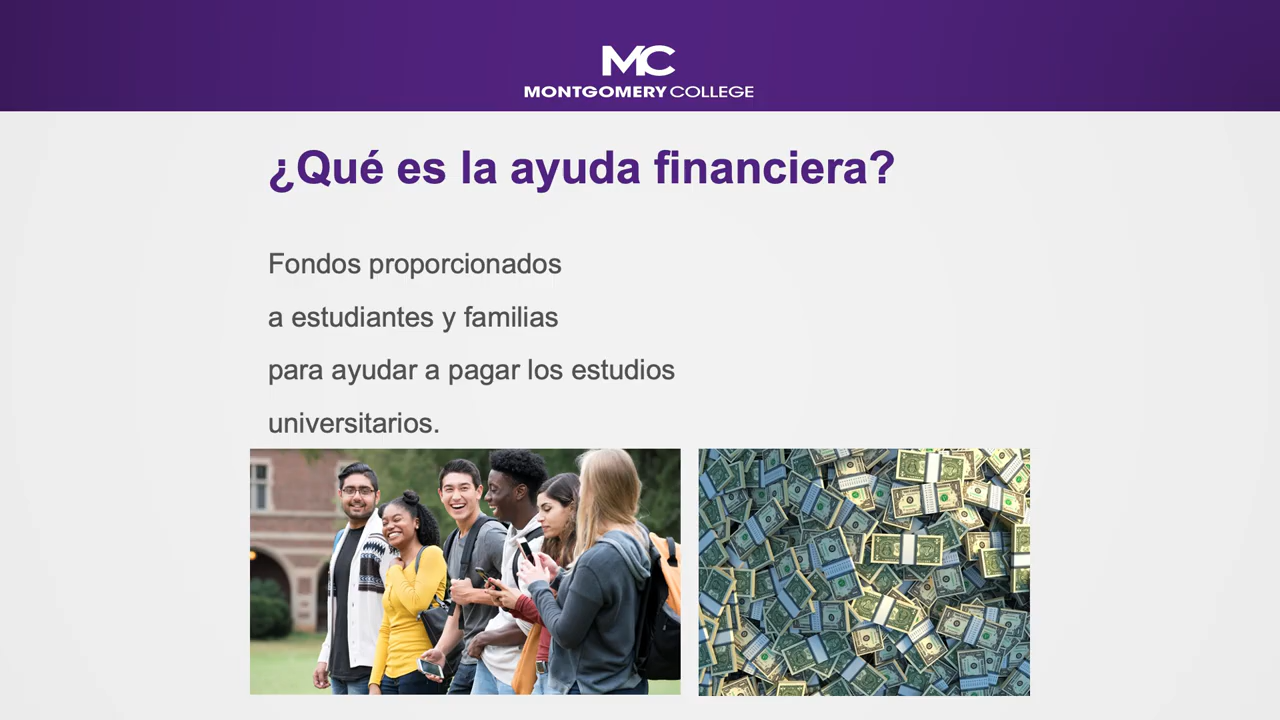 MC
MONTGOMERY COLLEGE
¿Qué es la ayuda financiera?
Fondos proporcionados
a estudiantes y familias
para ayudar a pagar los estudios
universitarios.